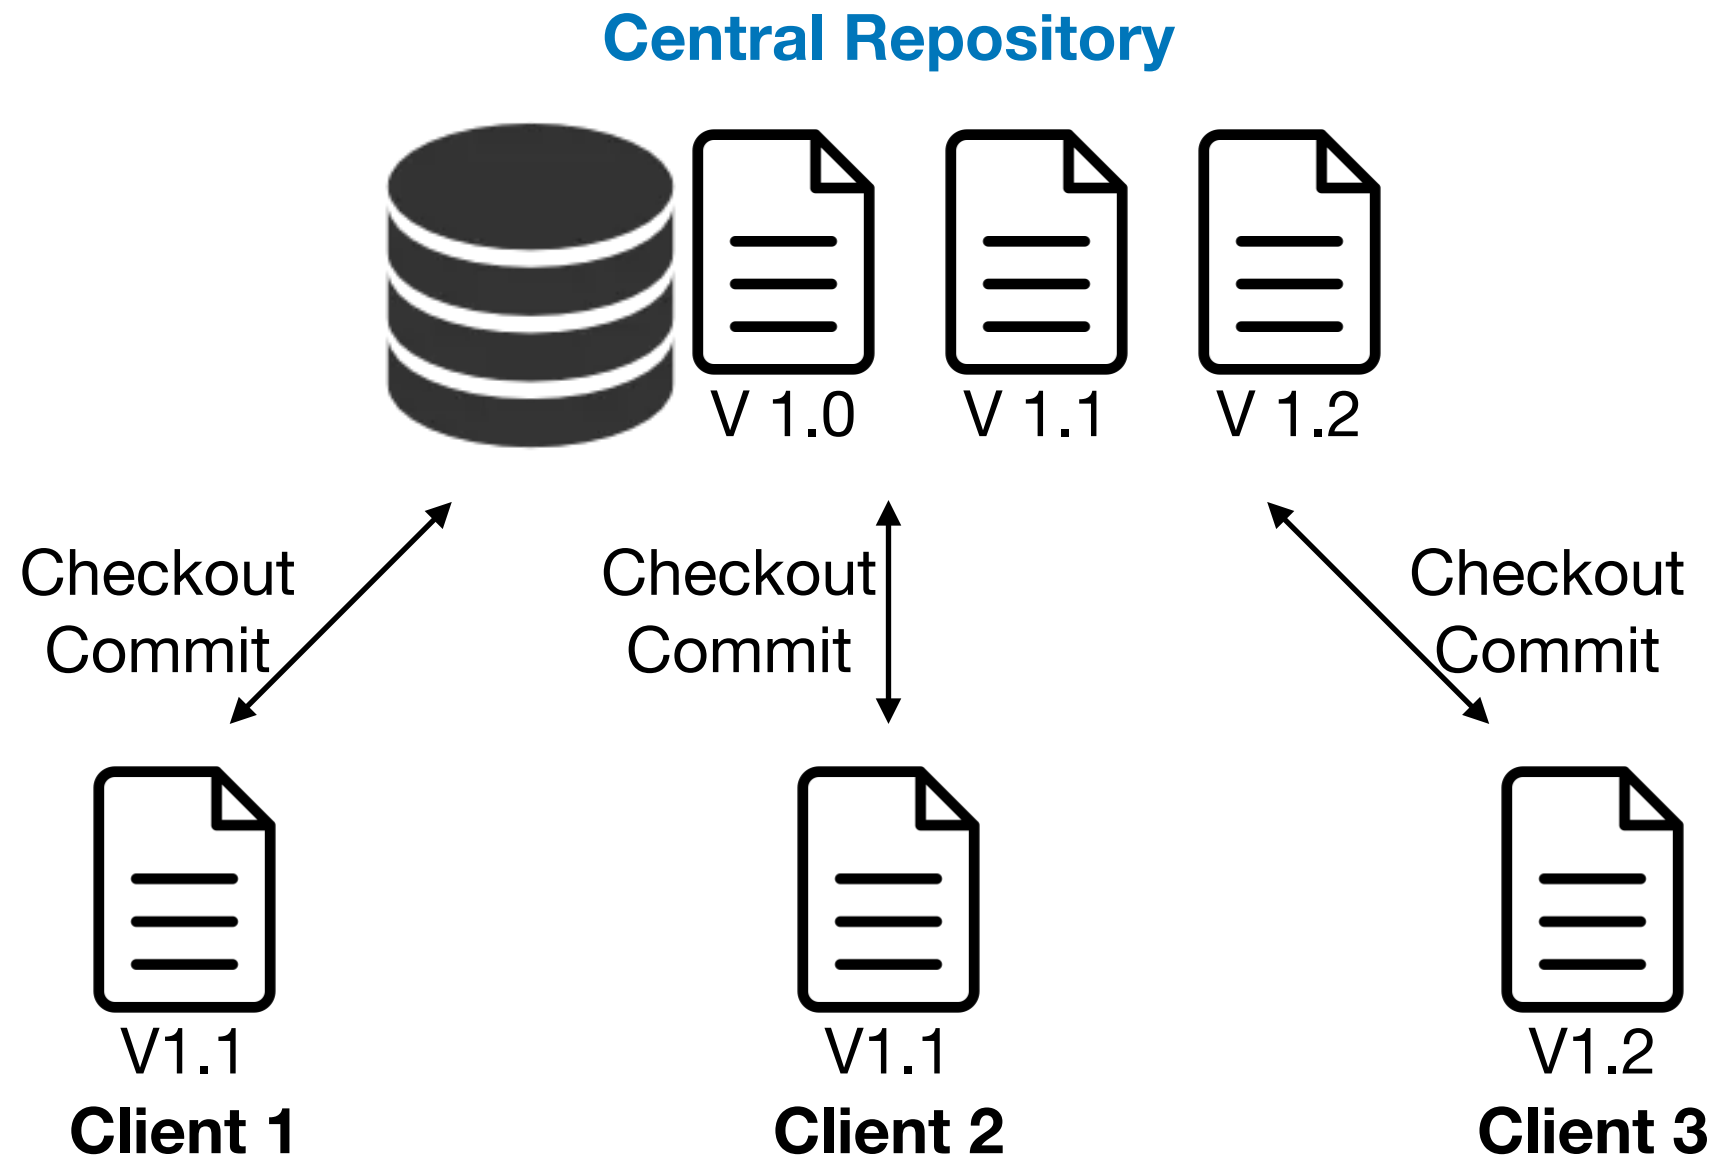 Central Repository
V 1.0
V 1.1
V 1.2
Checkout
Commit
Checkout
Commit
Checkout
Commit
V1.1
Client 1
V1.1
Client 2
V1.2
Client 3